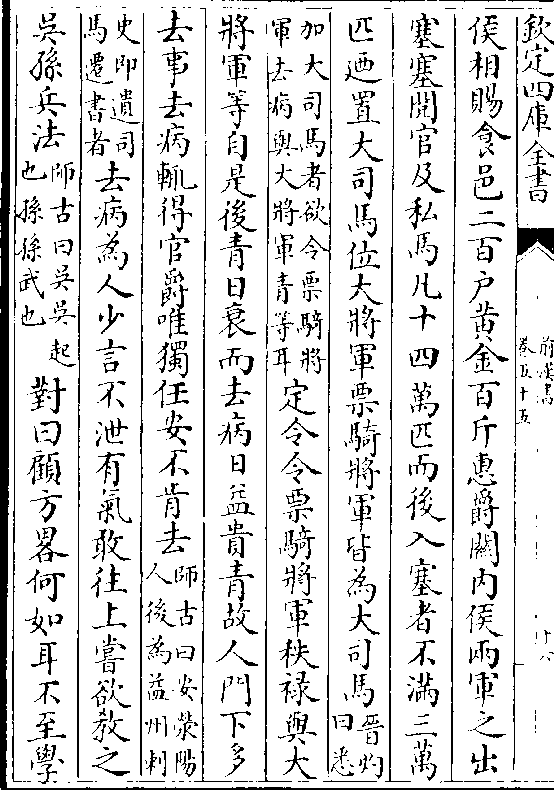 欽定四庫全書
前漢書
卷五十五
十六
侯相賜食邑二百户黄金百斤惠爵關内侯兩軍之出
塞塞閲官及私馬凡十四萬匹而後入塞者不滿三萬
匹迺置大司馬位大將軍票騎將軍皆為大司馬晉灼曰悉
加大司馬者欲令票騎將軍去病與大將軍青等耳定令令票騎將軍秩禄與大
將軍等自是後青日衰而去病日益貴青故人門下多
去事去病輒得官爵唯獨任安不肯去師古曰安滎陽人後為益州刺
史即遺司馬遷書者去病為人少言不泄有氣敢往上嘗欲教之
吳孫兵法師古曰吳吳起也孫孫武也對曰顧方畧何如耳不至學